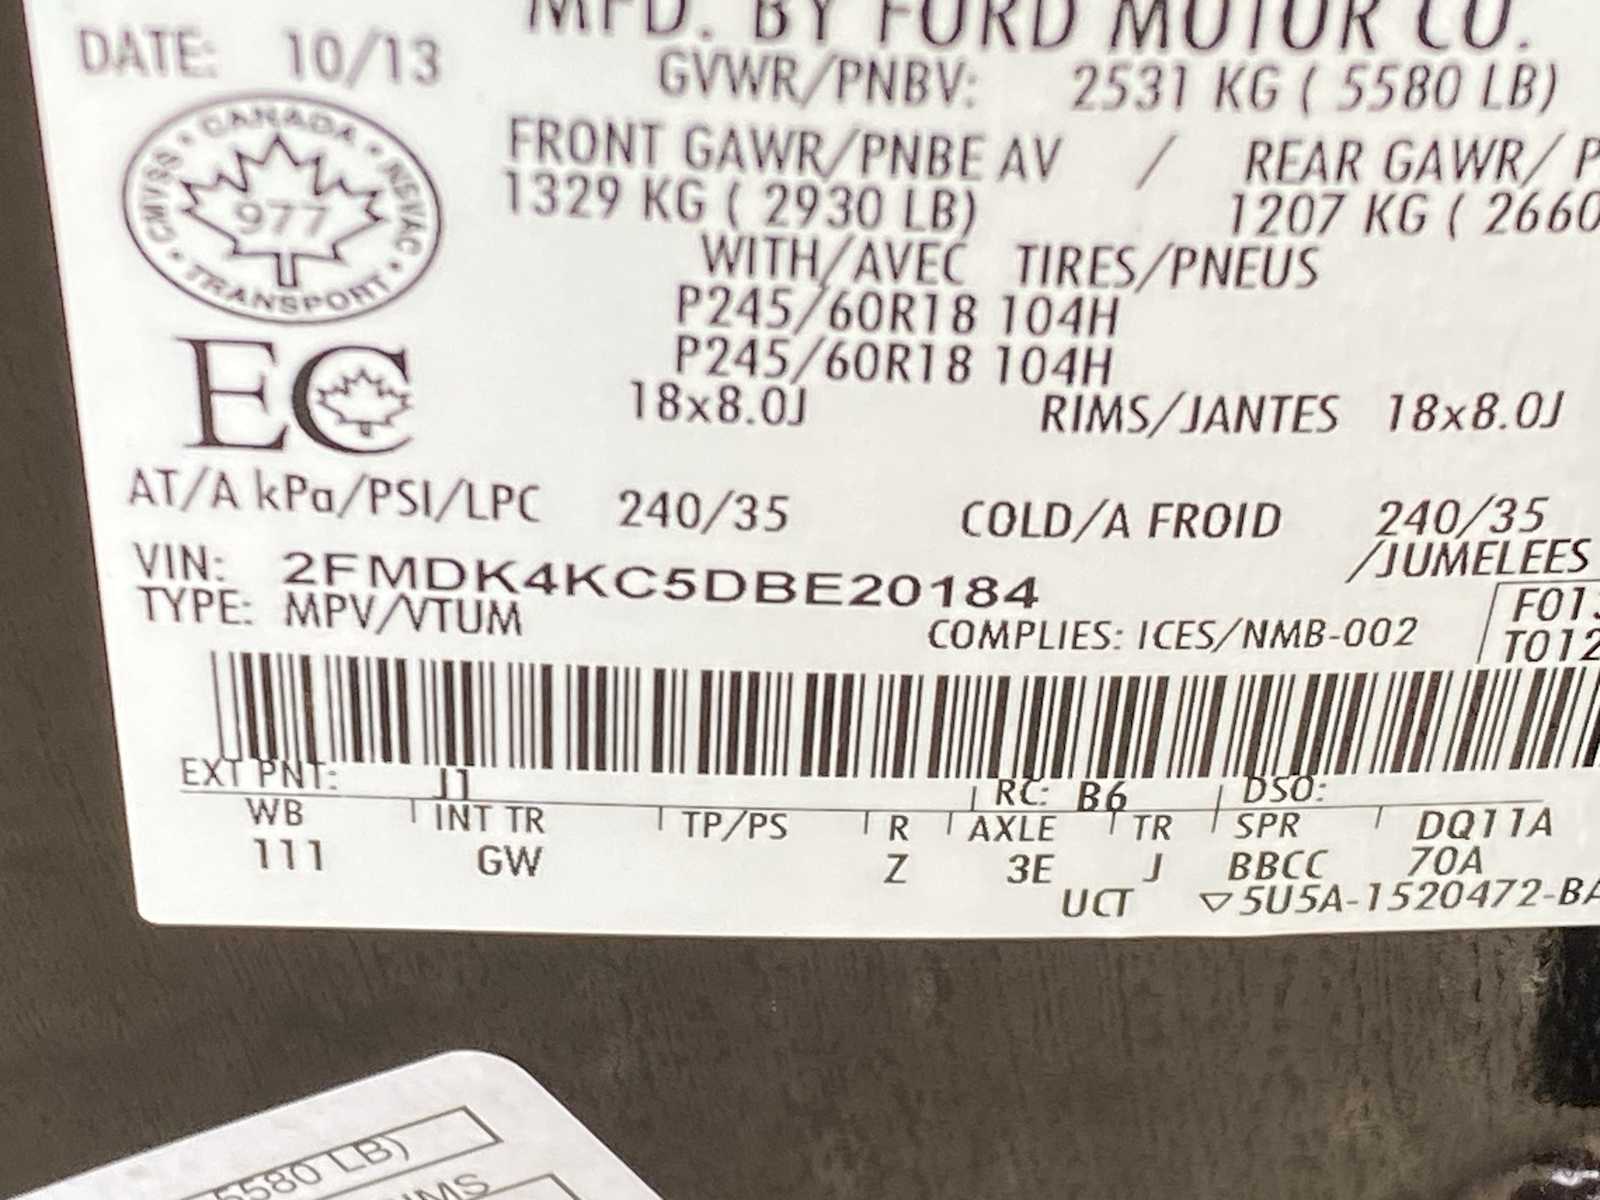 MFD. BY FORD MOTOR CO.
DATE: 10/13
GVWR/PNBV: 2531 KG ( 5580 LB)
FRONT GAWR/PNBE AV / REAR GAWR/ P
1329 KG ( 2930 LB) 1207 KG ( 2660
WITH/AVEC TIRES/PNEUS
P245/60R18 104H
P245/60R18 104H
18x8.0J RIMS/JANTES 18x8.0J
CANADA
CMVSS • NSVAC
977
TRANSPORT
EC
AT/A kPa/PSI/LPC 240/35 COLD/A FROID 240/35
/JUMELEES
VIN: 2FMDK4KC5DBE20184
TYPE: MPV/VTUM
COMPLIES: ICES/NMB-002
F013
T012
EXT PNT: J1 RC: B6 DSO:
WB INT TR TP/PS R AXLE TR SPR DQ11A
111 GW Z 3E J BBCC 70A
UCT ▽5U5A-1520472-BA
5580 LB)